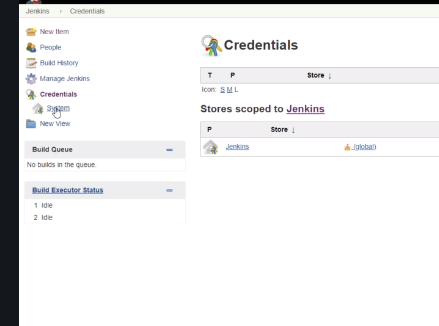 Jenkins › Credentials
New Item
People
Build History
Manage Jenkins
Credentials
System
New View
Build Queue
No builds in the queue.
Build Executor Status
1 Idle
2 Idle
Credentials
T P Store ↓
Icon: S M L
Stores scoped to Jenkins
P Store ↓
Jenkins (global)